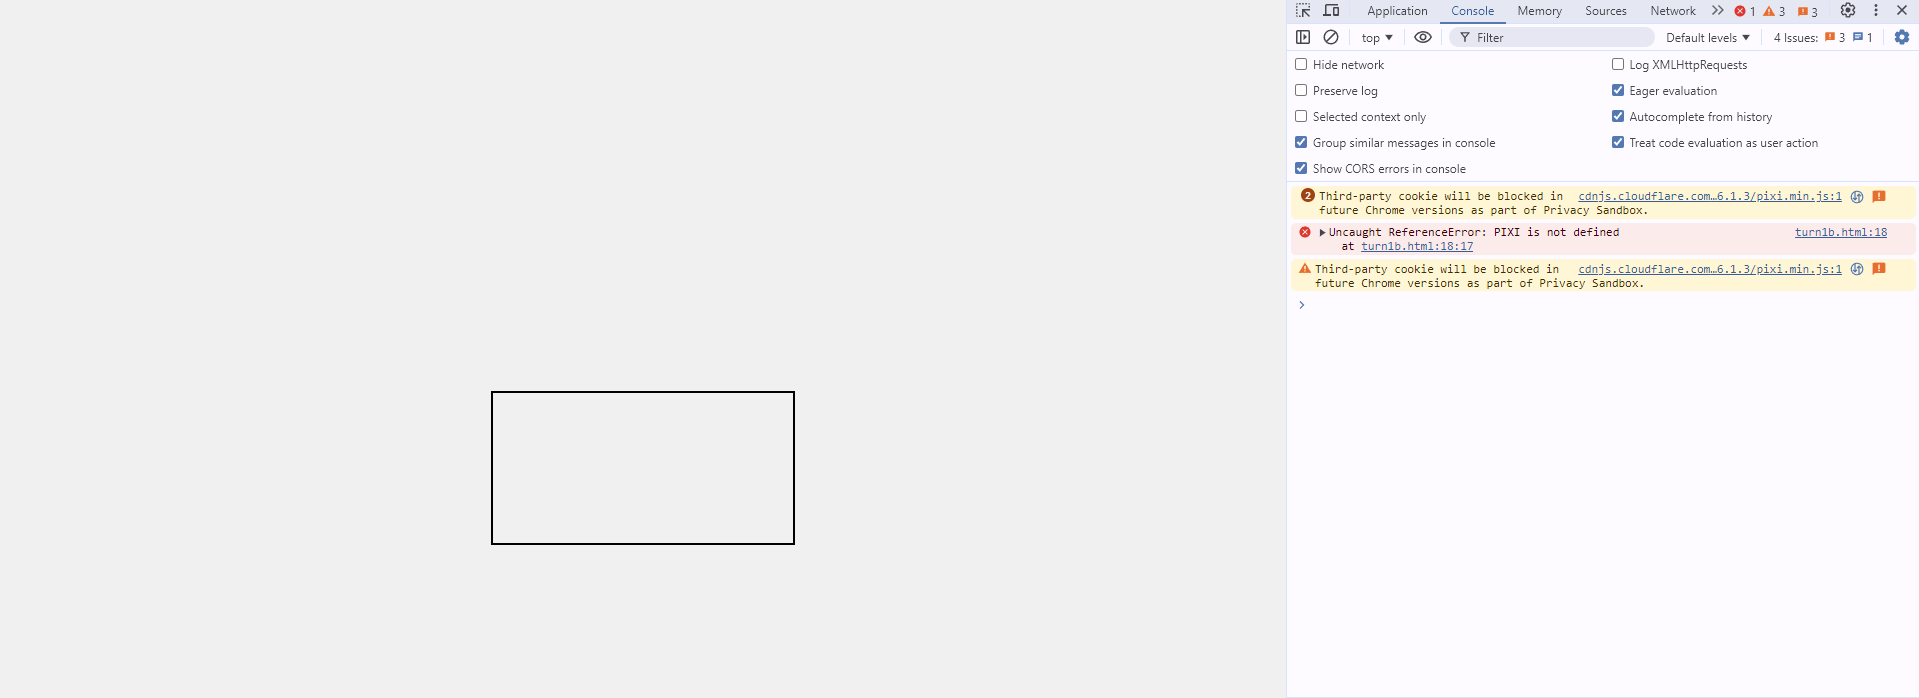 Application Console Memory Sources Network 1 3 3
top Filter Default levels 4 Issues: 3 1
Hide network Log XMLHttpRequests
Preserve log Eager evaluation
Selected context only Autocomplete from history
Group similar messages in console Treat code evaluation as user action
Show CORS errors in console
2 Third-party cookie will be blocked in cdnjs.cloudflare.com…6.1.3/pixi.min.js:1
future Chrome versions as part of Privacy Sandbox.
Uncaught ReferenceError: PIXI is not defined turn1b.html:18
at turn1b.html:18:17
Third-party cookie will be blocked in cdnjs.cloudflare.com…6.1.3/pixi.min.js:1
future Chrome versions as part of Privacy Sandbox.